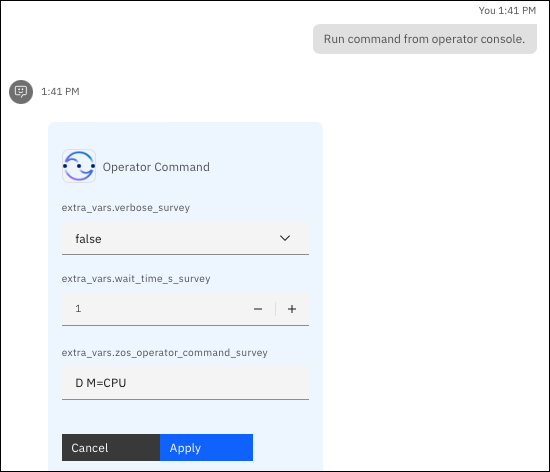 You 1:41 PM
Run command from operator console.
1:41 PM
Operator Command
extra_vars.verbose_survey
false
extra_vars.wait_time_s_survey
1
extra_vars.zos_operator_command_survey
D M=CPU
Cancel Apply